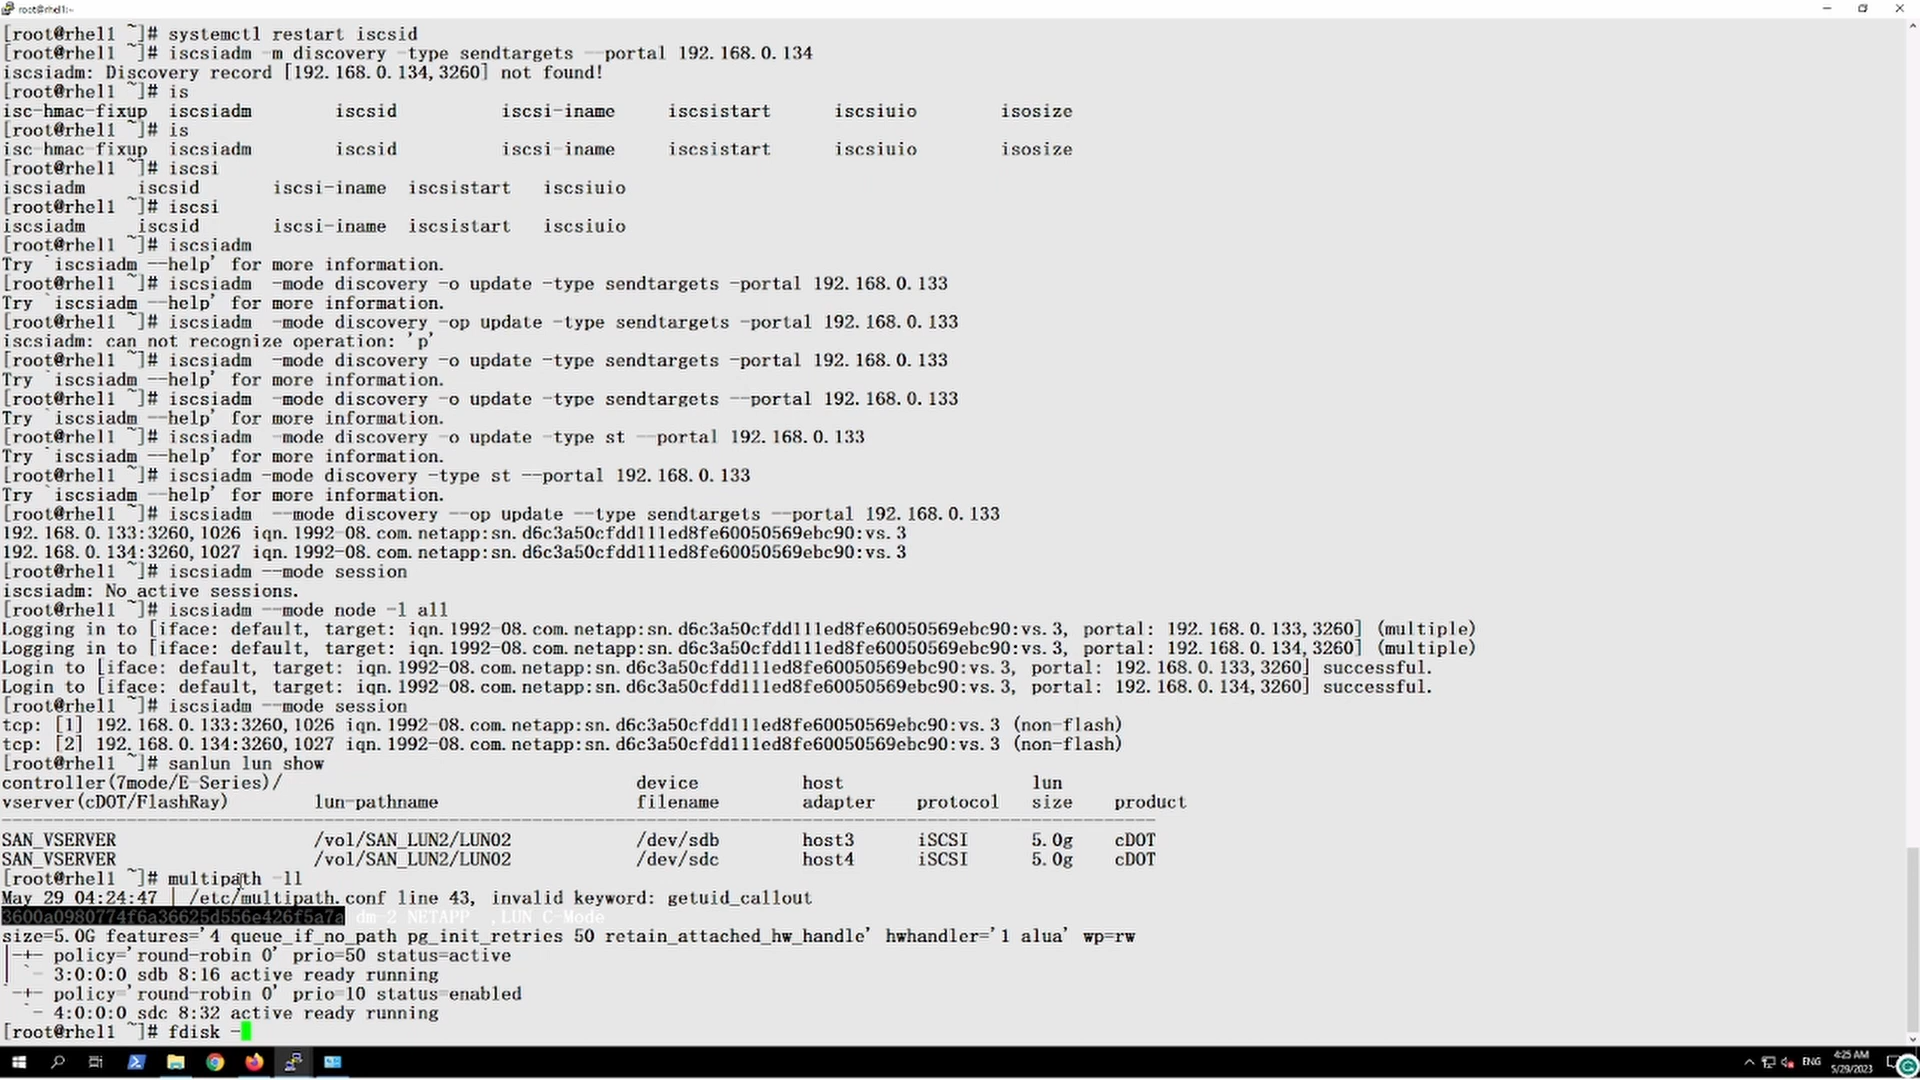 root@rhel1:~
[root@rhel1 ~]# systemctl restart iscsid
[root@rhel1 ~]# iscsiadm -m discovery -type sendtargets --portal 192.168.0.134
iscsiadm: Discovery record [192.168.0.134,3260] not found!
[root@rhel1 ~]# is
isc-hmac-fixup iscsiadm iscsid iscsi-iname iscsistart iscsiuio isosize
[root@rhel1 ~]# is
isc-hmac-fixup iscsiadm iscsid iscsi-iname iscsistart iscsiuio isosize
[root@rhel1 ~]# iscsi
iscsiadm iscsid iscsi-iname iscsistart iscsiuio
[root@rhel1 ~]# iscsi
iscsiadm iscsid iscsi-iname iscsistart iscsiuio
[root@rhel1 ~]# iscsiadm
Try `iscsiadm --help' for more information.
[root@rhel1 ~]# iscsiadm -mode discovery -o update -type sendtargets -portal 192.168.0.133
Try `iscsiadm --help' for more information.
[root@rhel1 ~]# iscsiadm -mode discovery -op update -type sendtargets -portal 192.168.0.133
iscsiadm: can not recognize operation: 'p'
[root@rhel1 ~]# iscsiadm -mode discovery -o update -type sendtargets -portal 192.168.0.133
Try `iscsiadm --help' for more information.
[root@rhel1 ~]# iscsiadm -mode discovery -o update -type sendtargets --portal 192.168.0.133
Try `iscsiadm --help' for more information.
[root@rhel1 ~]# iscsiadm -mode discovery -o update -type st --portal 192.168.0.133
Try `iscsiadm --help' for more information.
[root@rhel1 ~]# iscsiadm -mode discovery -type st --portal 192.168.0.133
Try `iscsiadm --help' for more information.
[root@rhel1 ~]# iscsiadm --mode discovery --op update --type sendtargets --portal 192.168.0.133
192.168.0.133:3260,1026 iqn.1992-08.com.netapp:sn.d6c3a50cfdd111ed8fe60050569ebc90:vs.3
192.168.0.134:3260,1027 iqn.1992-08.com.netapp:sn.d6c3a50cfdd111ed8fe60050569ebc90:vs.3
[root@rhel1 ~]# iscsiadm --mode session
iscsiadm: No active sessions.
[root@rhel1 ~]# iscsiadm --mode node -l all
Logging in to [iface: default, target: iqn.1992-08.com.netapp:sn.d6c3a50cfdd111ed8fe60050569ebc90:vs.3, portal: 192.168.0.133,3260] (multiple)
Logging in to [iface: default, target: iqn.1992-08.com.netapp:sn.d6c3a50cfdd111ed8fe60050569ebc90:vs.3, portal: 192.168.0.134,3260] (multiple)
Login to [iface: default, target: iqn.1992-08.com.netapp:sn.d6c3a50cfdd111ed8fe60050569ebc90:vs.3, portal: 192.168.0.133,3260] successful.
Login to [iface: default, target: iqn.1992-08.com.netapp:sn.d6c3a50cfdd111ed8fe60050569ebc90:vs.3, portal: 192.168.0.134,3260] successful.
[root@rhel1 ~]# iscsiadm --mode session
tcp: [1] 192.168.0.133:3260,1026 iqn.1992-08.com.netapp:sn.d6c3a50cfdd111ed8fe60050569ebc90:vs.3 (non-flash)
tcp: [2] 192.168.0.134:3260,1027 iqn.1992-08.com.netapp:sn.d6c3a50cfdd111ed8fe60050569ebc90:vs.3 (non-flash)
[root@rhel1 ~]# sanlun lun show
controller(7mode/E-Series)/ device host lun
vserver(cDOT/FlashRay) lun-pathname filename adapter protocol size product
---------------------------------------------------------------------------------------------------------------
SAN_VSERVER /vol/SAN_LUN2/LUN02 /dev/sdb host3 iSCSI 5.0g cDOT
SAN_VSERVER /vol/SAN_LUN2/LUN02 /dev/sdc host4 iSCSI 5.0g cDOT
[root@rhel1 ~]# multipath -ll
May 29 04:24:47 | /etc/multipath.conf line 43, invalid keyword: getuid_callout
3600a0980774f6a36625d556e426f5a7a dm-2 NETAPP ,LUN C-Mode
size=5.0G features='4 queue_if_no_path pg_init_retries 50 retain_attached_hw_handle' hwhandler='1 alua' wp=rw
|-+- policy='round-robin 0' prio=50 status=active
| `- 3:0:0:0 sdb 8:16 active ready running
`-+- policy='round-robin 0' prio=10 status=enabled
`- 4:0:0:0 sdc 8:32 active ready running
[root@rhel1 ~]# fdisk -
ENG
4:25 AM
5/29/2023